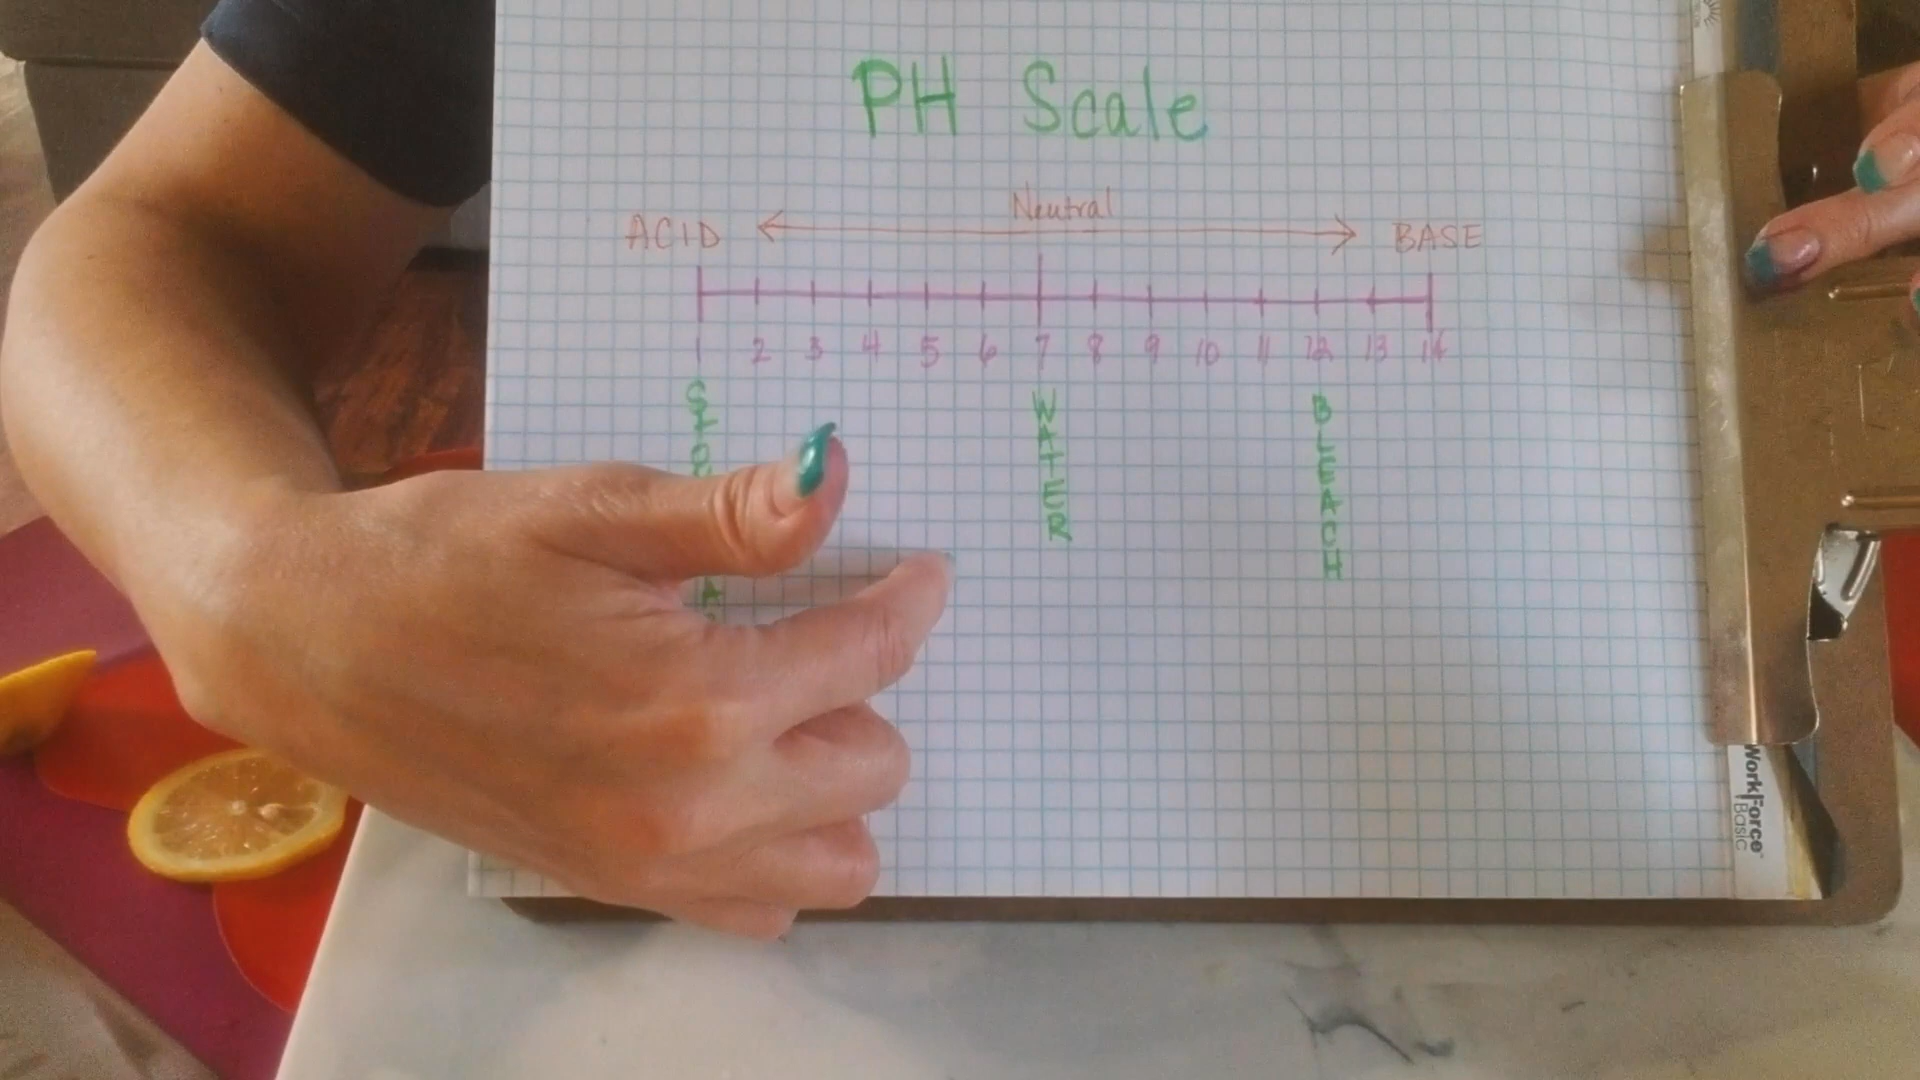 PH Scale
Neutral
ACID
BASE
1 2 3 4 5 6 7 8 9 10 11 12 13 14
WATER
BLEACH
WorkForce
Basic